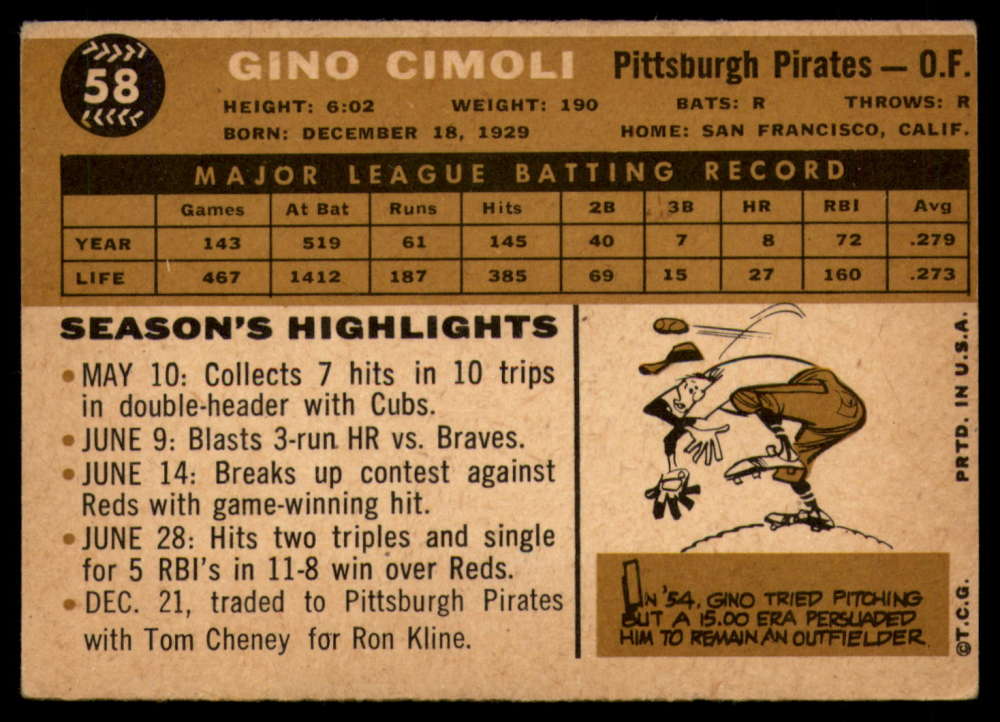 58
GINO CIMOLI
Pittsburgh Pirates — O.F.
HEIGHT: 6:02 WEIGHT: 190 BATS: R THROWS: R
BORN: DECEMBER 18, 1929 HOME: SAN FRANCISCO, CALIF.
MAJOR LEAGUE BATTING RECORD
Games At Bat Runs Hits 2B 3B HR RBI Avg
YEAR 143 519 61 145 40 7 8 72 .279
LIFE 467 1412 187 385 69 15 27 160 .273
SEASON'S HIGHLIGHTS
• MAY 10: Collects 7 hits in 10 trips
in double-header with Cubs.
• JUNE 9: Blasts 3-run HR vs. Braves.
• JUNE 14: Breaks up contest against
Reds with game-winning hit.
• JUNE 28: Hits two triples and single
for 5 RBI's in 11-8 win over Reds.
• DEC. 21, traded to Pittsburgh Pirates
with Tom Cheney for Ron Kline.
IN '54, GINO TRIED PITCHING
BUT A 15.00 ERA PERSUADED
HIM TO REMAIN AN OUTFIELDER.
©T.C.G. PRTD. IN U.S.A.